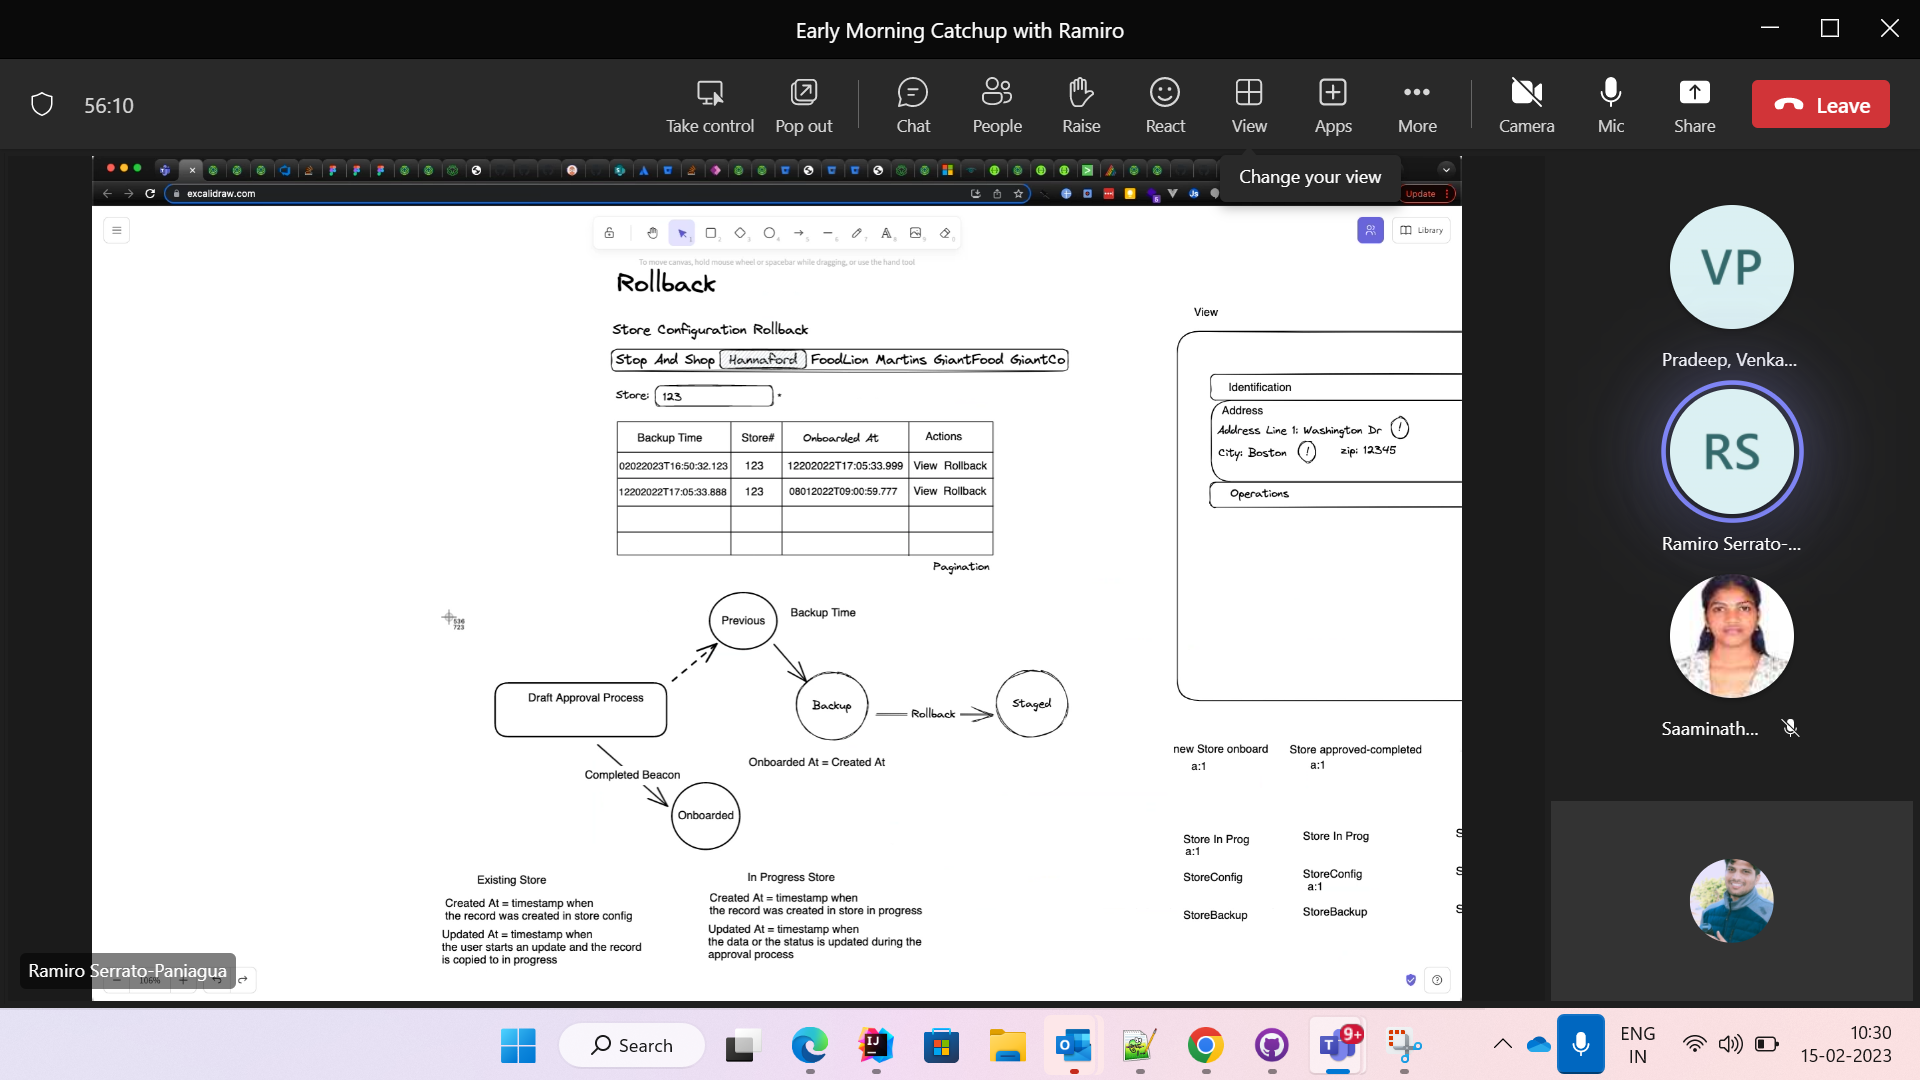 Early Morning Catchup with Ramiro
56:10
Take control
Pop out
Chat
People
Raise
React
View
Apps
More
Camera
Mic
Share
Leave
Change your view
excalidraw.com
Update
To move canvas, hold mouse wheel or spacebar while dragging, or use the hand tool
Library
Rollback
Store Configuration Rollback
Stop And Shop Hannaford FoodLion Martins GiantFood GiantCo
Store: 123 *
Backup Time Store# Onboarded At Actions
02022023T16:50:32.123 123 12202022T17:05:33.999 View Rollback
12202022T17:05:33.888 123 08012022T09:00:59.777 View Rollback
Pagination
View
Identification
Address
Address Line 1: Washington Dr !
City: Boston ! zip: 12345
Operations
Previous
Backup Time
Draft Approval Process
Backup
Rollback
Staged
Onboarded At = Created At
Completed Beacon
Onboarded
new Store onboard
a:1
Store approved-completed
a:1
Store In Prog
a:1
Store In Prog
StoreConfig
StoreConfig
a:1
StoreBackup
StoreBackup
Existing Store
Created At = timestamp when
the record was created in store config
Updated At = timestamp when
the user starts an update and the record
is copied to in progress
In Progress Store
Created At = timestamp when
the record was created in store in progress
Updated At = timestamp when
the data or the status is updated during the
approval process
536
723
Ramiro Serrato-Paniagua
106%
VP
Pradeep, Venka...
RS
Ramiro Serrato-...
Saaminath...
Search
9+
ENG
IN
10:30
15-02-2023